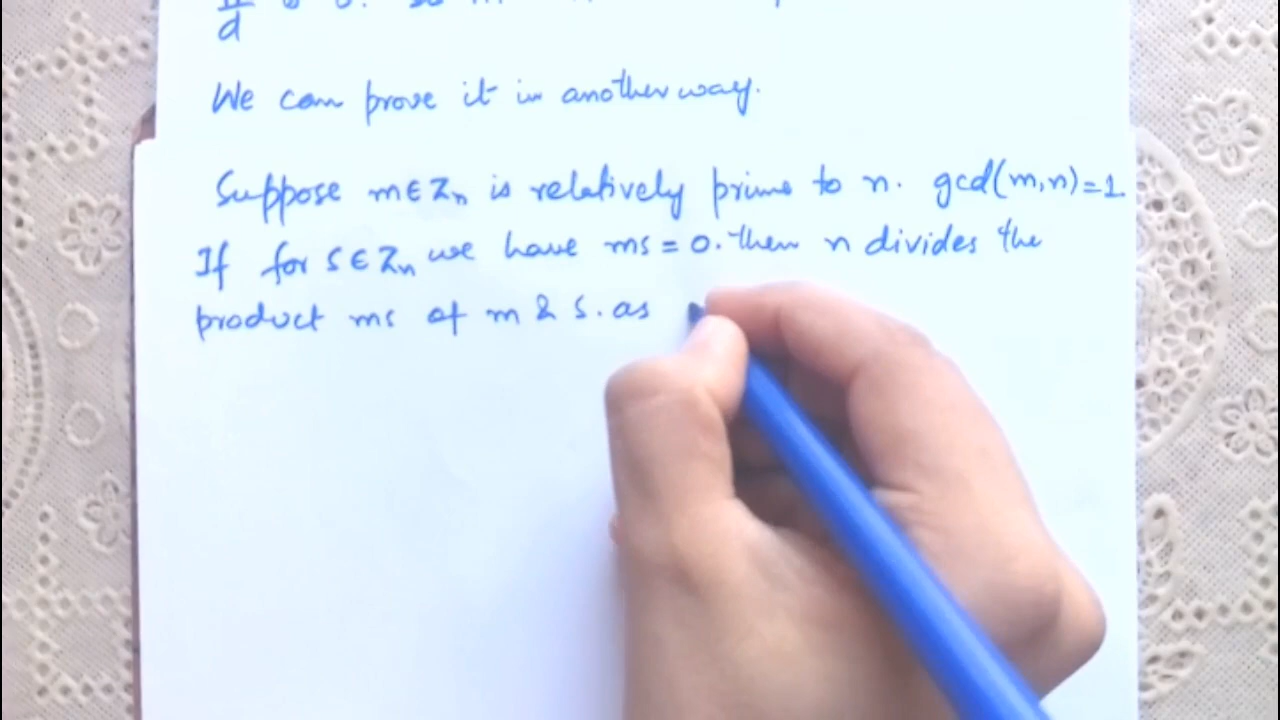 d
We can prove it in another way.
Suppose m ∈ Zn is relatively prime to n. gcd(m,n)=1
If for s ∈ Zn we have ms = 0. then n divides the
product ms of m & s. as